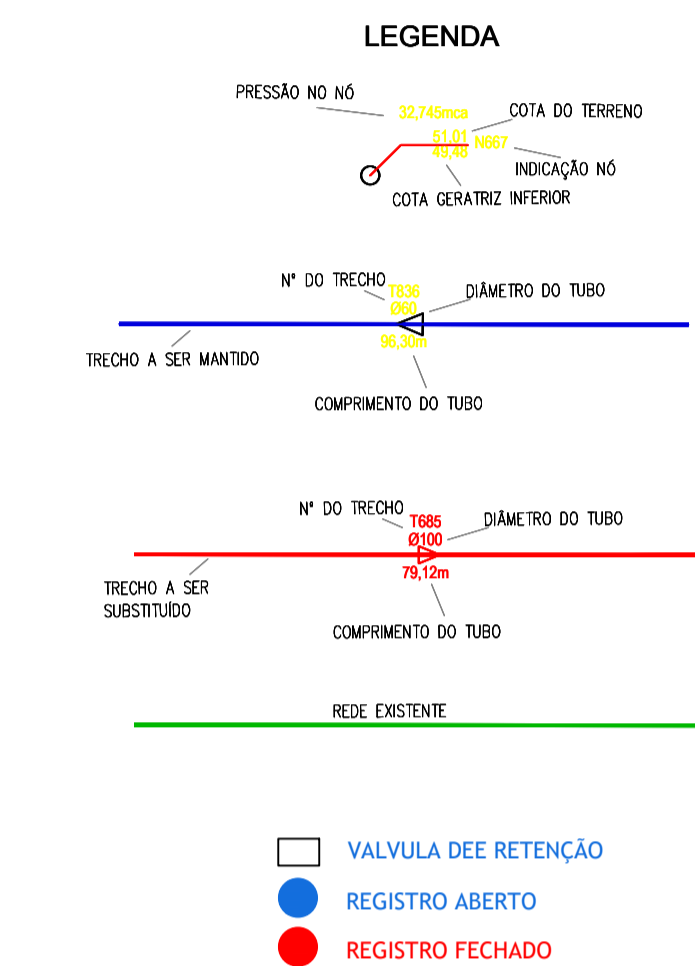 LEGENDA
PRESSÃO NO NÓ
32,745mca
COTA DO TERRENO
51,01
N667
49,48
INDICAÇÃO NÓ
COTA GERATRIZ INFERIOR
N° DO TRECHO
T836
DIÂMETRO DO TUBO
Ø60
96,30m
TRECHO A SER MANTIDO
COMPRIMENTO DO TUBO
N° DO TRECHO
T685
DIÂMETRO DO TUBO
Ø100
79,12m
TRECHO A SER
SUBSTITUÍDO
COMPRIMENTO DO TUBO
REDE EXISTENTE
VALVULA DEE RETENÇÃO
REGISTRO ABERTO
REGISTRO FECHADO